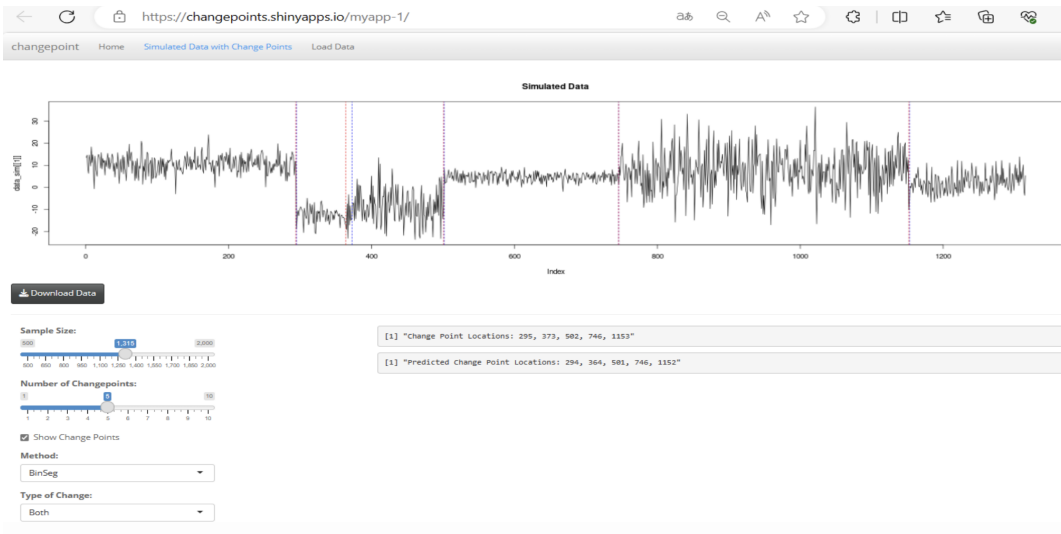 https://changepoints.shinyapps.io/myapp-1/
changepoint Home Simulated Data with Change Points Load Data
Simulated Data
data_sim[[1]]
30
20
10
0
-10
-20
0 200 400 600 800 1000 1200
Index
Download Data
Sample Size:
500 1,315 2,000
500 650 800 950 1,100 1,250 1,400 1,550 1,700 1,850 2,000
[1] "Change Point Locations: 295, 373, 502, 746, 1153"
[1] "Predicted Change Point Locations: 294, 364, 501, 746, 1152"
Number of Changepoints:
1 5 10
1 2 3 4 5 6 7 8 9 10
Show Change Points
Method:
BinSeg
Type of Change:
Both